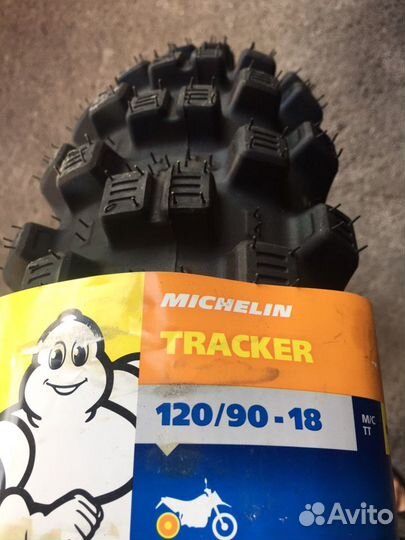 MICHELIN
TRACKER
120/90 - 18
M/C
TT
Avito